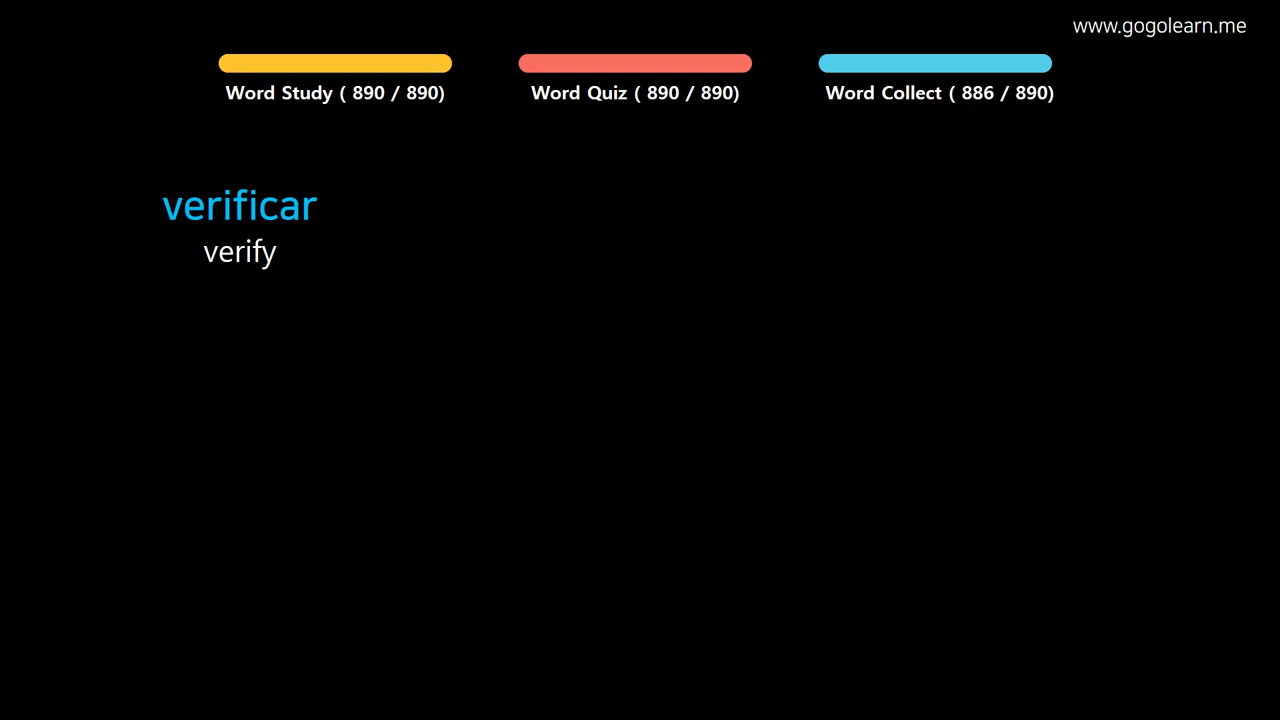 www.gogolearn.me
Word Study ( 890 / 890)
Word Quiz ( 890 / 890)
Word Collect ( 886 / 890)
verificar
verify